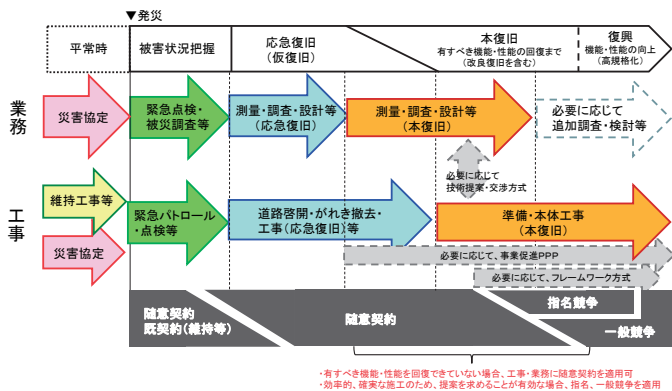 ▼発災
平常時
被害状況把握
応急復旧
(仮復旧)
本復旧
有すべき機能・性能の回復まで
(改良復旧を含む)
復興
機能・性能の向上
(高規格化)
業務
災害協定
緊急点検・
被災調査等
測量・調査・設計等
(応急復旧)
測量・調査・設計等
(本復旧)
必要に応じて
追加調査・検討等
必要に応じて
技術提案・交渉方式
工事
維持工事等
災害協定
緊急パトロール
・点検等
道路啓開・がれき撤去・
工事(応急復旧)等
準備・本体工事
(本復旧)
必要に応じて、事業促進PPP
必要に応じて、フレームワーク方式
随意契約
既契約(維持等)
随意契約
指名競争
一般競争
・有すべき機能・性能を回復できていない場合、工事・業務に随意契約を適用可
・効率的、確実な施工のため、提案を求めることが有効な場合、指名、一般競争を適用